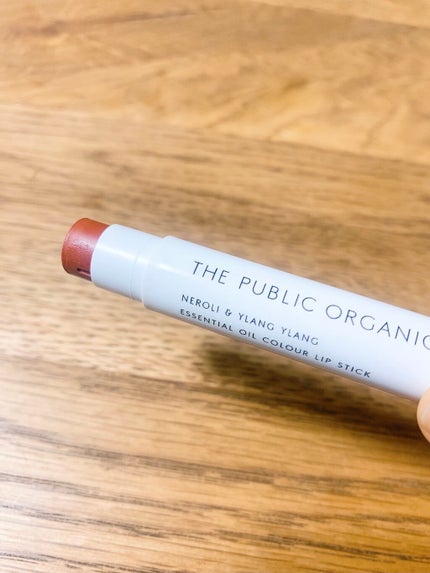 THE PUBLIC ORGANIC
NEROLI & YLANG YLANG
ESSENTIAL OIL COLOUR LIP STICK